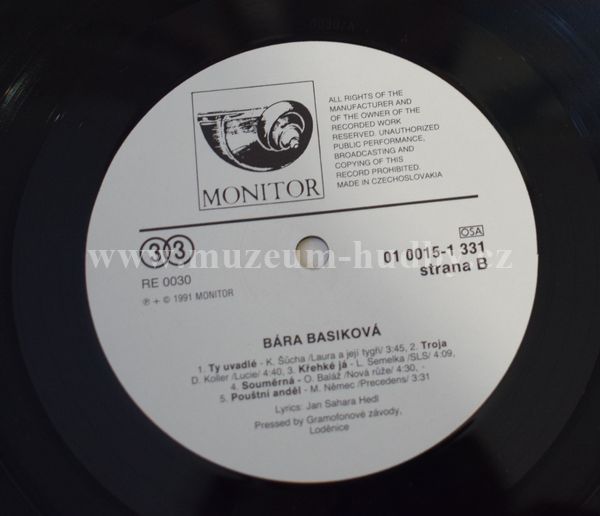 ALL RIGHTS OF THE
MANUFACTURER AND
OF THE OWNER OF THE
RECORDED WORK
RESERVED. UNAUTHORIZED
PUBLIC PERFORMANCE,
BROADCASTING AND
COPYING OF THIS
RECORD PROHIBITED.
MADE IN CZECHOSLOVAKIA
MONITOR
33
RE 0030
℗ + © 1991 MONITOR
OSA
01 0015-1 331
strana B
www.muzeum-hudby.cz
BÁRA BASIKOVÁ
1. Ty uvadlé - K. Šůcha /Laura a její tygři/ 3:45, 2. Troja
D. Koller /Lucie/ 4:40, 3. Křehké já - L. Semelka /SLS/ 4:09,
4. Souměrná - O. Baláž /Nová růže/ 4:30, -
5. Pouštní anděl - M. Němec /Precedens/ 3:31
Lyrics: Jan Sahara Hedl
Pressed by Gramofonové závody,
Loděnice